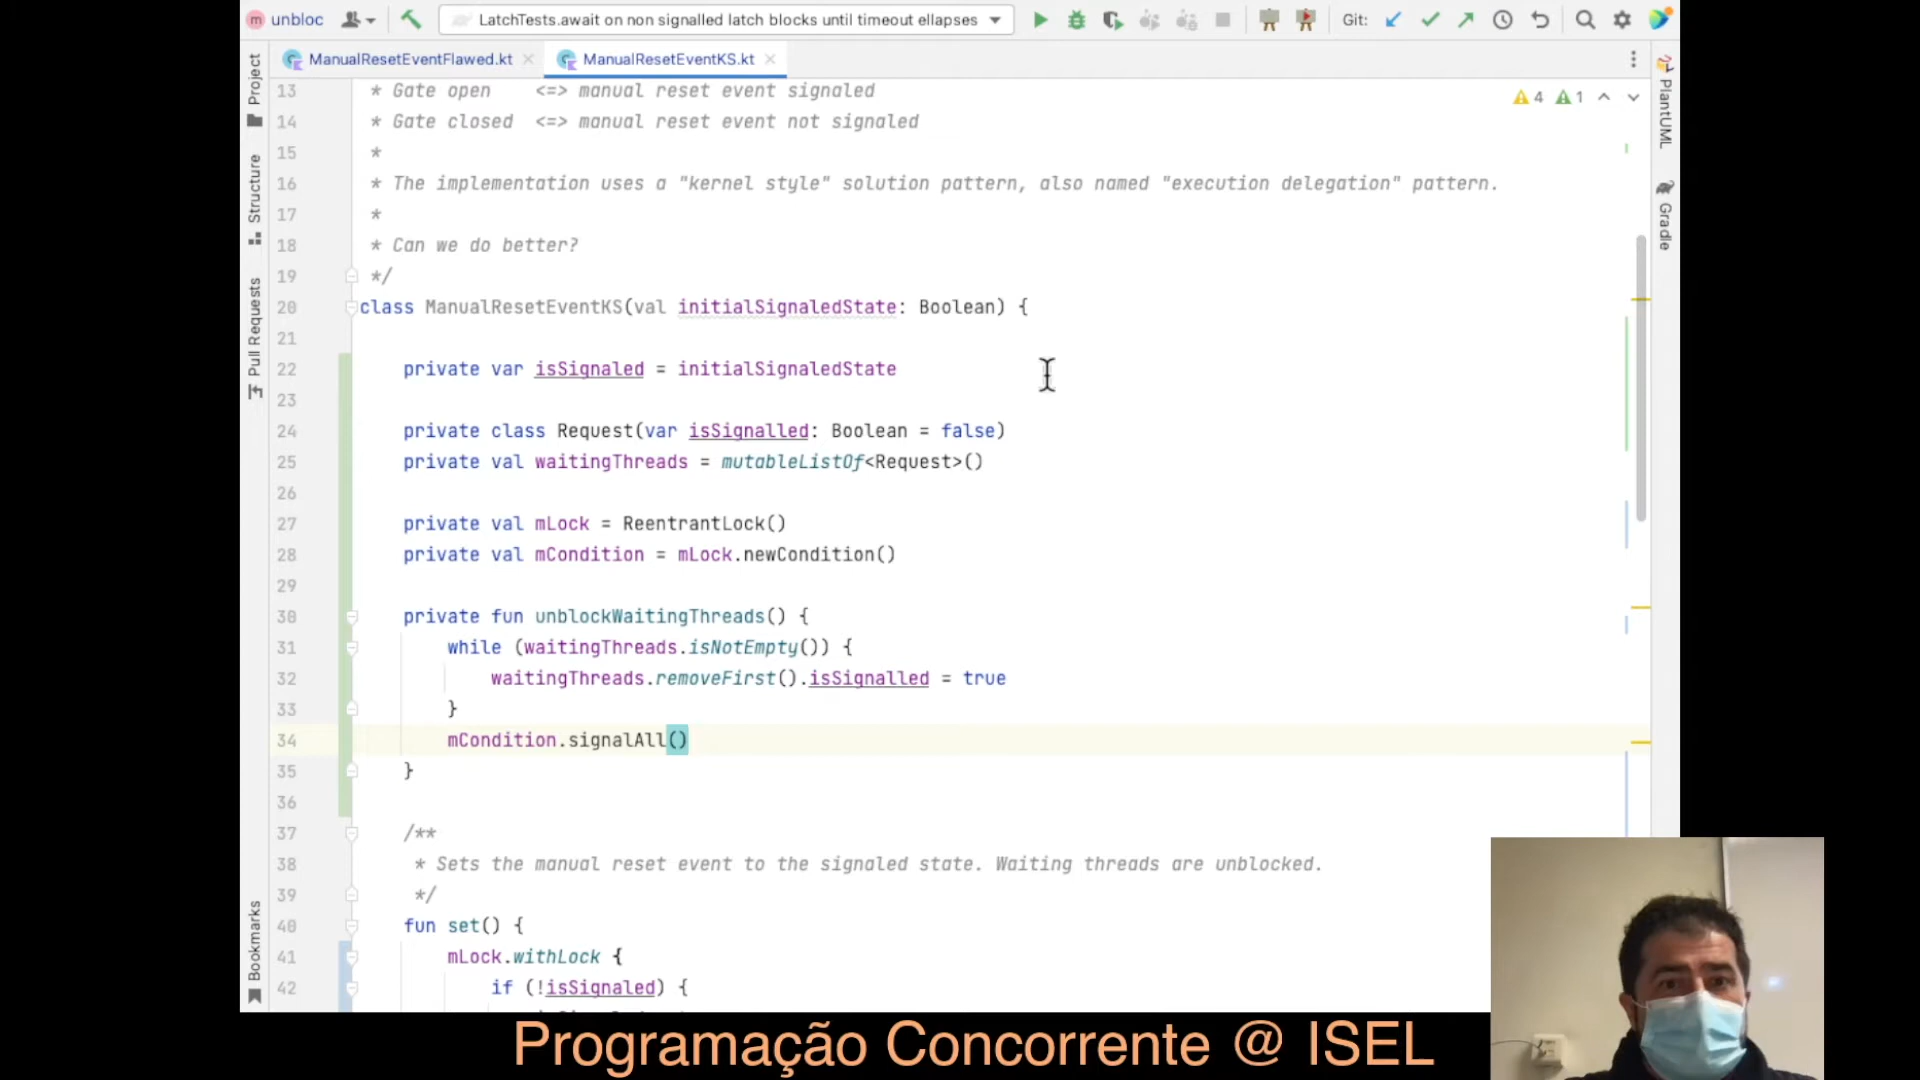 unbloc
LatchTests.await on non signalled latch blocks until timeout ellapses
Git:
ManualResetEventFlawed.kt
ManualResetEventKS.kt
4
1
Project
Structure
Pull Requests
Bookmarks
PlantUML
Gradle
13 * Gate open <=> manual reset event signaled
14 * Gate closed <=> manual reset event not signaled
15 *
16 * The implementation uses a "kernel style" solution pattern, also named "execution delegation" pattern.
17 *
18 * Can we do better?
19 */
20 class ManualResetEventKS(val initialSignaledState: Boolean) {
21
22 private var isSignaled = initialSignaledState
23
24 private class Request(var isSignalled: Boolean = false)
25 private val waitingThreads = mutableListOf<Request>()
26
27 private val mLock = ReentrantLock()
28 private val mCondition = mLock.newCondition()
29
30 private fun unblockWaitingThreads() {
31 while (waitingThreads.isNotEmpty()) {
32 waitingThreads.removeFirst().isSignalled = true
33 }
34 mCondition.signalAll()
35 }
36
37 /**
38 * Sets the manual reset event to the signaled state. Waiting threads are unblocked.
39 */
40 fun set() {
41 mLock.withLock {
42 if (!isSignaled) {
Programação Concorrente @ ISEL